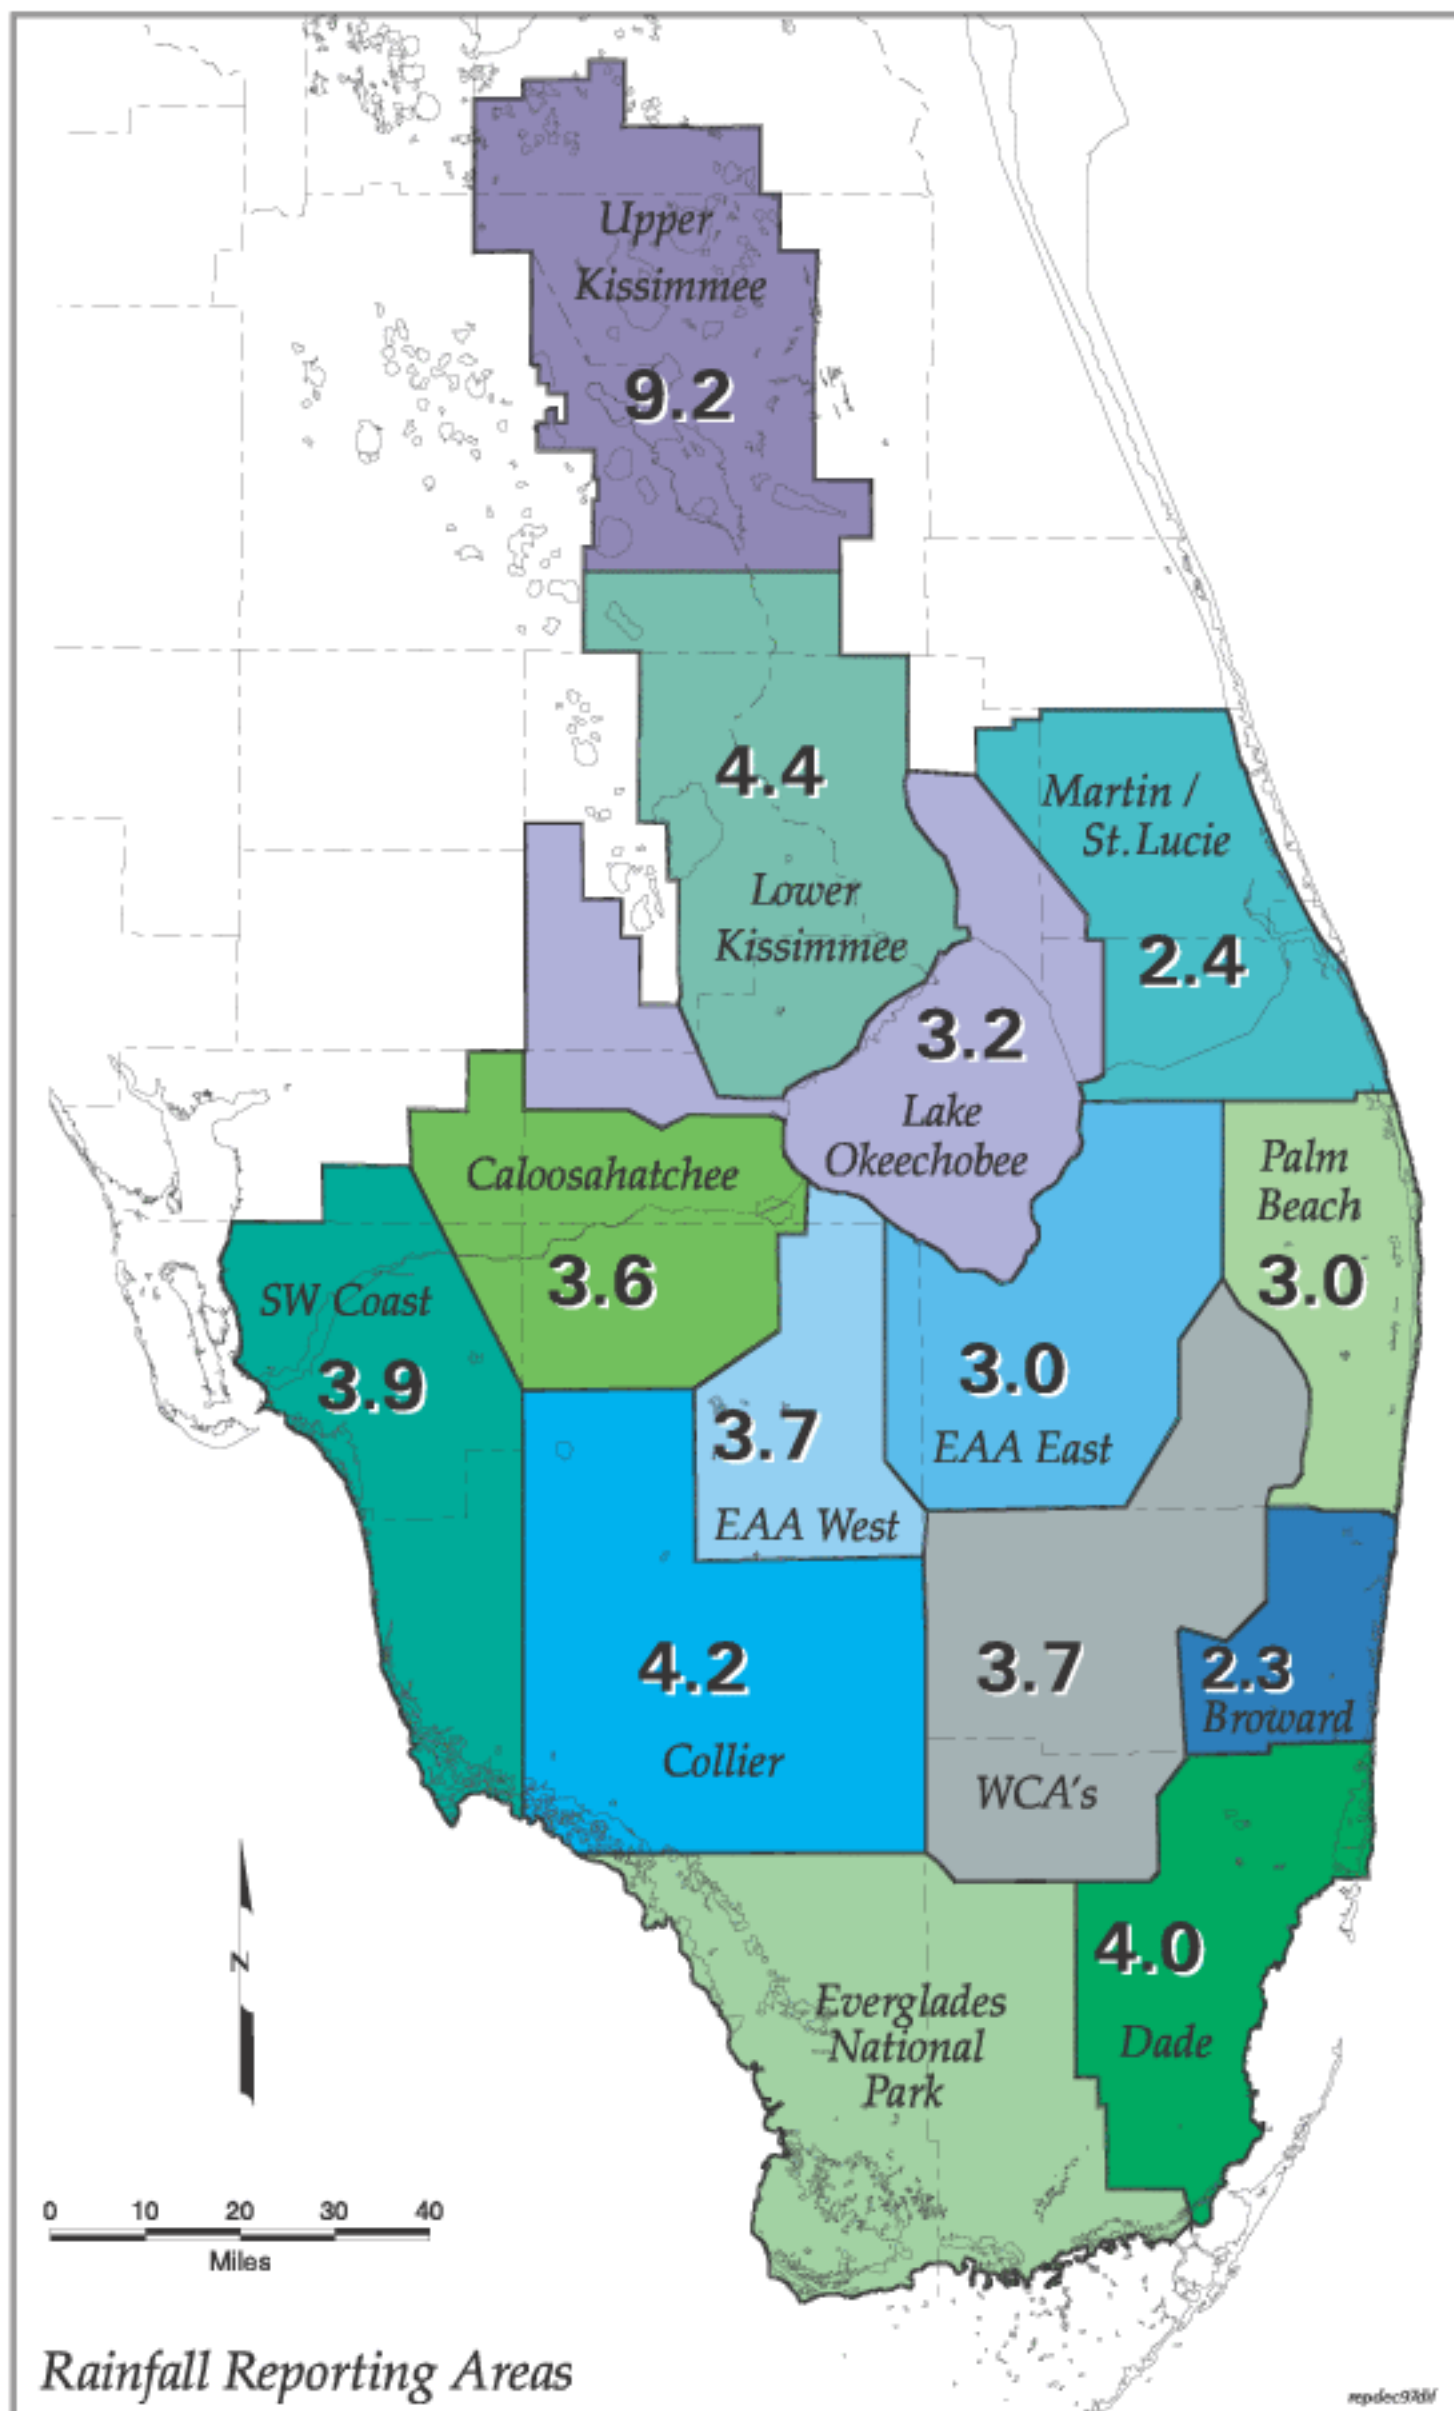 Upper
Kissimmee
9.2
4.4
Lower
Kissimmee
Martin /
St. Lucie
2.4
3.2
Lake
Okeechobee
Caloosahatchee
3.6
Palm
Beach
3.0
SW Coast
3.9
3.0
EAA East
3.7
EAA West
4.2
Collier
3.7
WCA's
2.3
Broward
4.0
Dade
Everglades
National
Park
N
0 10 20 30 40
Miles
Rainfall Reporting Areas
repdec97dif